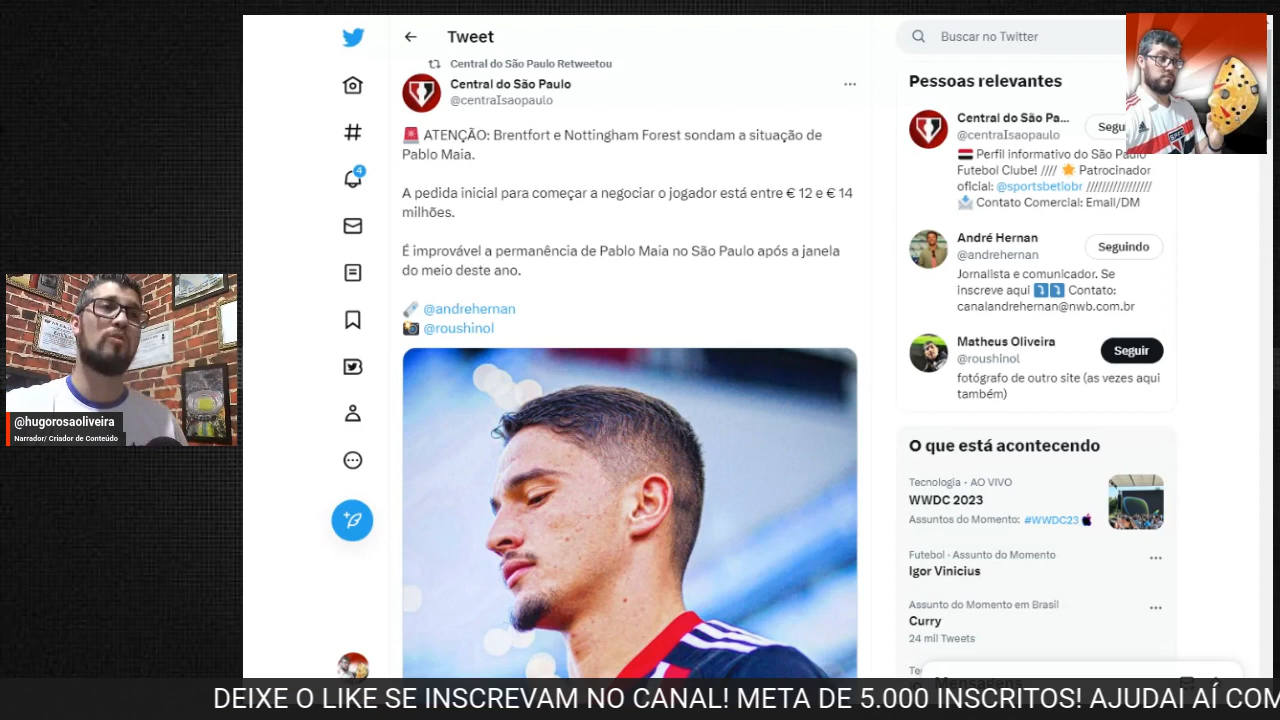 Tweet
Central do São Paulo Retweetou
Central do São Paulo
@centraIsaopaulo
🚨 ATENÇÃO: Brentfort e Nottingham Forest sondam a situação de
Pablo Maia.
A pedida inicial para começar a negociar o jogador está entre € 12 e € 14
milhões.
É improvável a permanência de Pablo Maia no São Paulo após a janela
do meio deste ano.
🗞️ @andrehernan
📸 @roushinol
4
@hugorosaoliveira
Narrador/ Criador de Conteúdo
Buscar no Twitter
Pessoas relevantes
Central do São Pa...
@centraIsaopaulo
Segu
Perfil informativo do São Paulo
Futebol Clube! //// ⭐ Patrocinador
oficial: @sportsbetiobr ////////////////
📩 Contato Comercial: Email/DM
André Hernan
@andrehernan
Seguindo
Jornalista e comunicador. Se
inscreve aqui ⤵️⤵️ Contato:
canalandrehernan@nwb.com.br
Matheus Oliveira
@roushinol
Seguir
fotógrafo de outro site (as vezes aqui
também)
O que está acontecendo
Tecnologia · AO VIVO
WWDC 2023
Assuntos do Momento: #WWDC23
Futebol · Assunto do Momento
Igor Vinicius
Assunto do Momento em Brasil
Curry
24 mil Tweets
Mensagens
DEIXE O LIKE SE INSCREVAM NO CANAL! META DE 5.000 INSCRITOS! AJUDAI AÍ COM